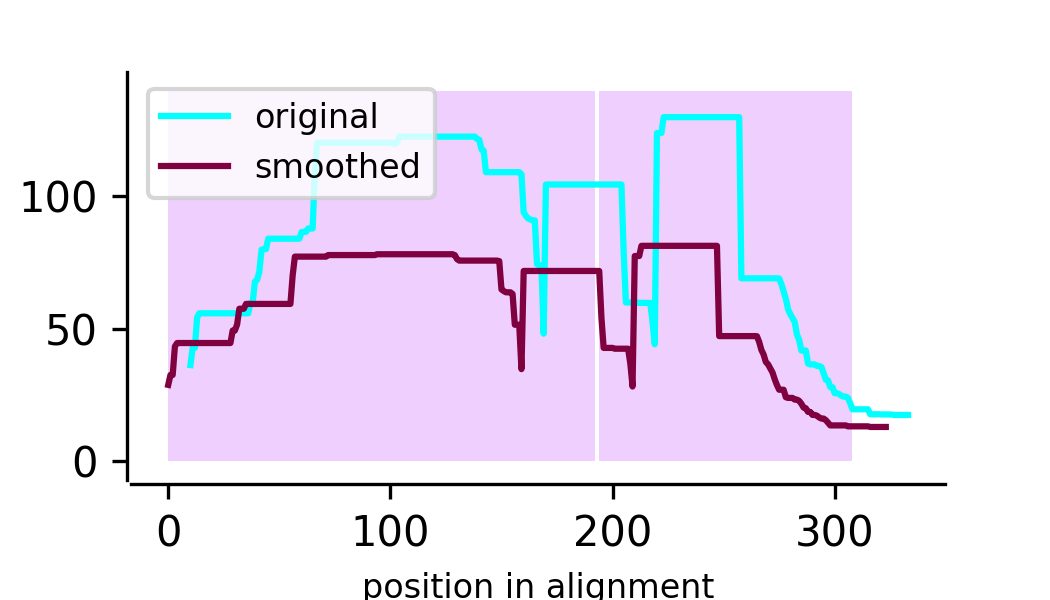 original
smoothed
100
50
0
0 100 200 300
position in alignment